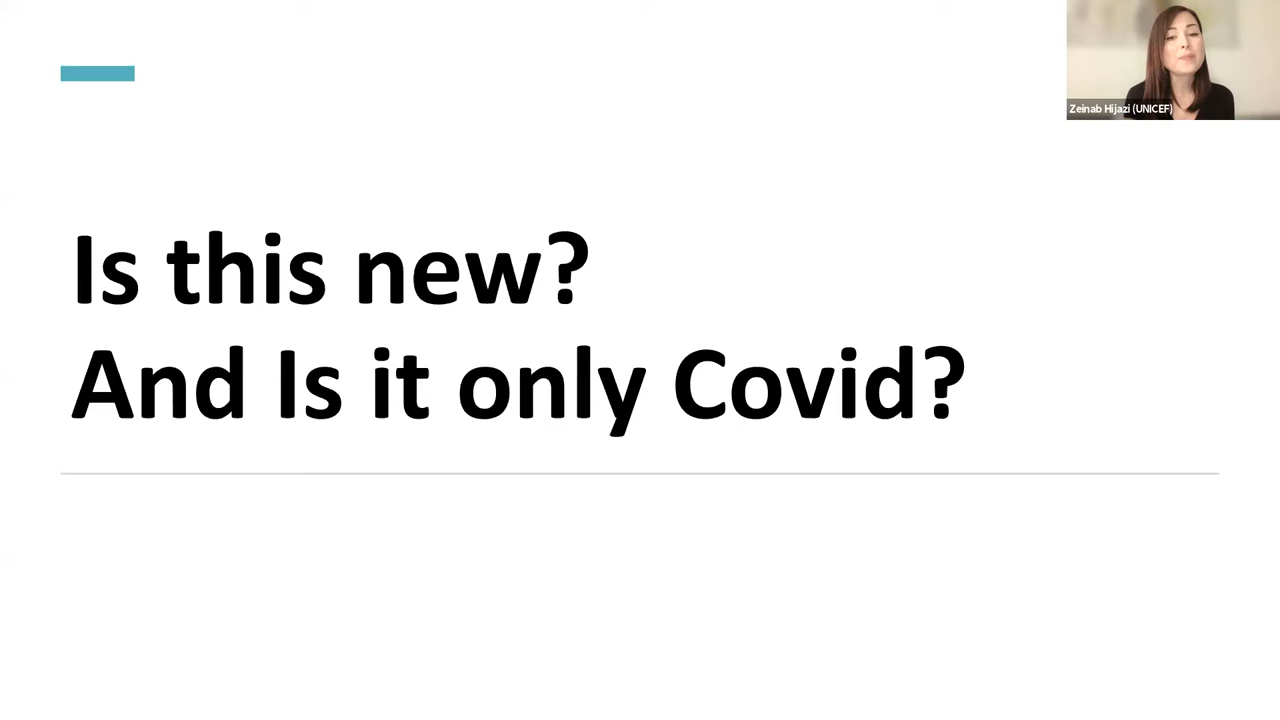 Zeinab Hijazi (UNICEF)
Is this new?
And Is it only Covid?